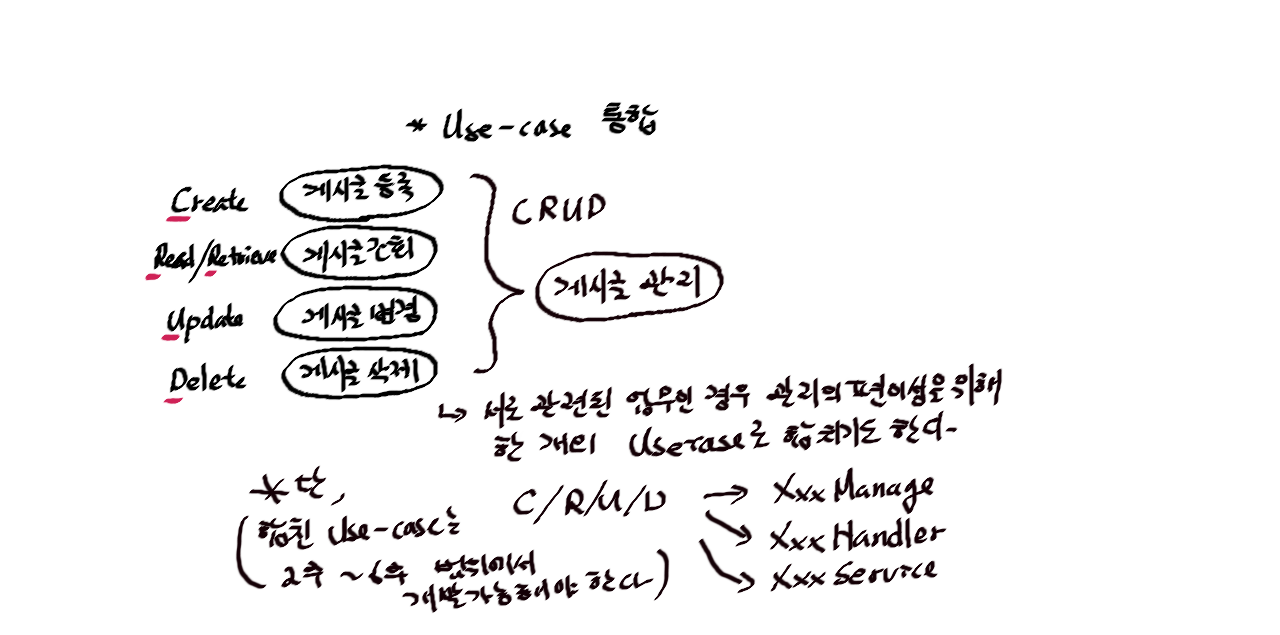 * Use-case 통합
Create 게시글 등록
CRUD
Read/Retrieve 게시글 조회
게시글 관리
Update 게시글 변경
Delete 게시글 삭제
↳ 서로 관련된 업무인 경우 관리의 편의성을 위해
한 개의 Usecase로 합치기도 한다.
* 단,
(합친 Use-case는
2주 ~ 6주 범위에서
개발가능해야 한다)
C/R/U/D → Xxx Manage
↘ Xxx Handler
↘ Xxx Service